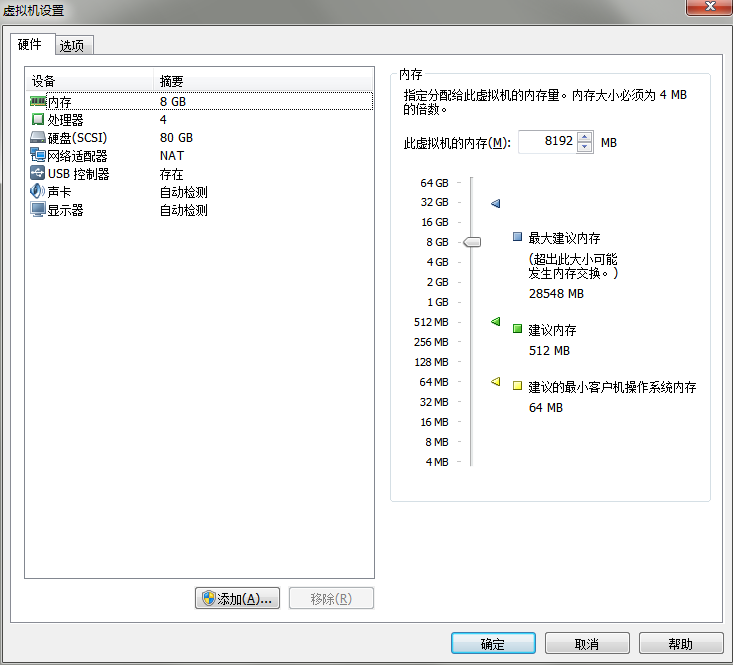 虚拟机设置
硬件 选项
设备 摘要
内存 8 GB
处理器 4
硬盘(SCSI) 80 GB
网络适配器 NAT
USB 控制器 存在
声卡 自动检测
显示器 自动检测
添加(A)... 移除(R)
内存
指定分配给此虚拟机的内存量。内存大小必须为 4 MB
的倍数。
此虚拟机的内存(M): 8192 MB
64 GB
32 GB
16 GB
8 GB
4 GB
2 GB
1 GB
512 MB
256 MB
128 MB
64 MB
32 MB
16 MB
8 MB
4 MB
最大建议内存
(超出此大小可能
发生内存交换。)
28548 MB
建议内存
512 MB
建议的最小客户机操作系统内存
64 MB
确定 取消 帮助